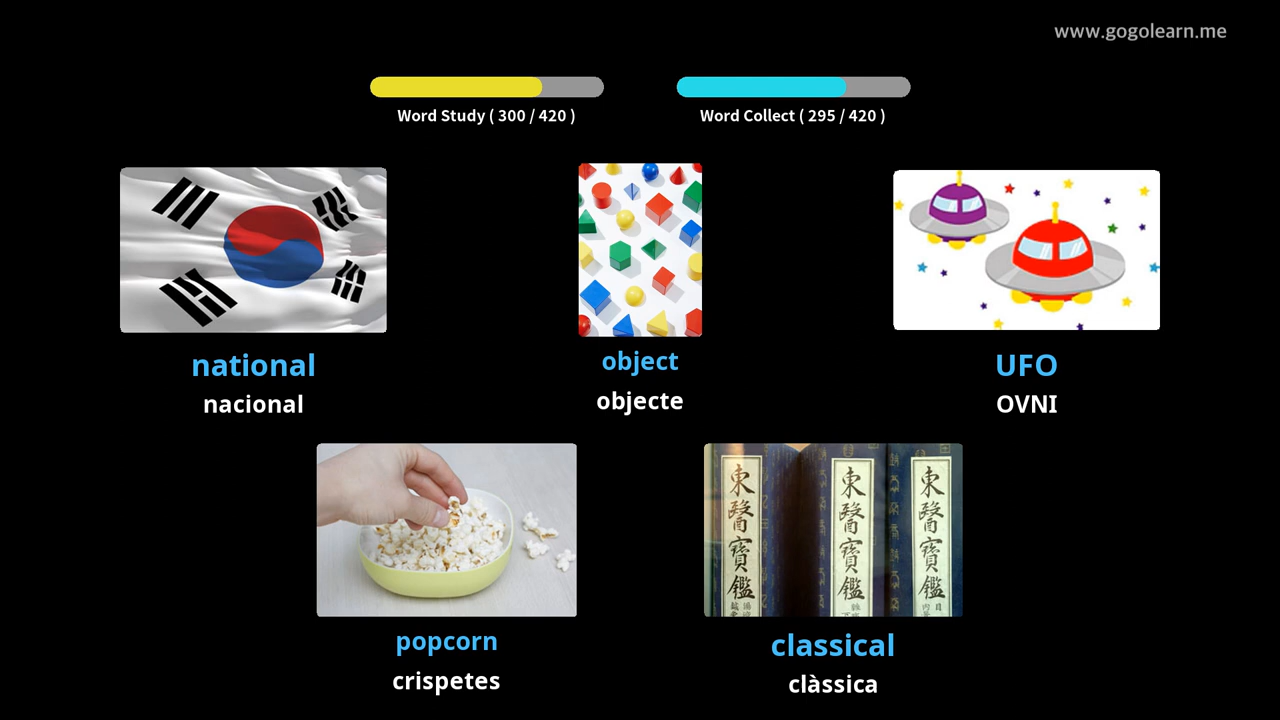 www.gogolearn.me
Word Study ( 300 / 420 )
Word Collect ( 295 / 420 )
national
nacional
object
objecte
UFO
OVNI
東醫寶鑑
東醫寶鑑
東醫寶鑑
popcorn
crispetes
classical
clàssica